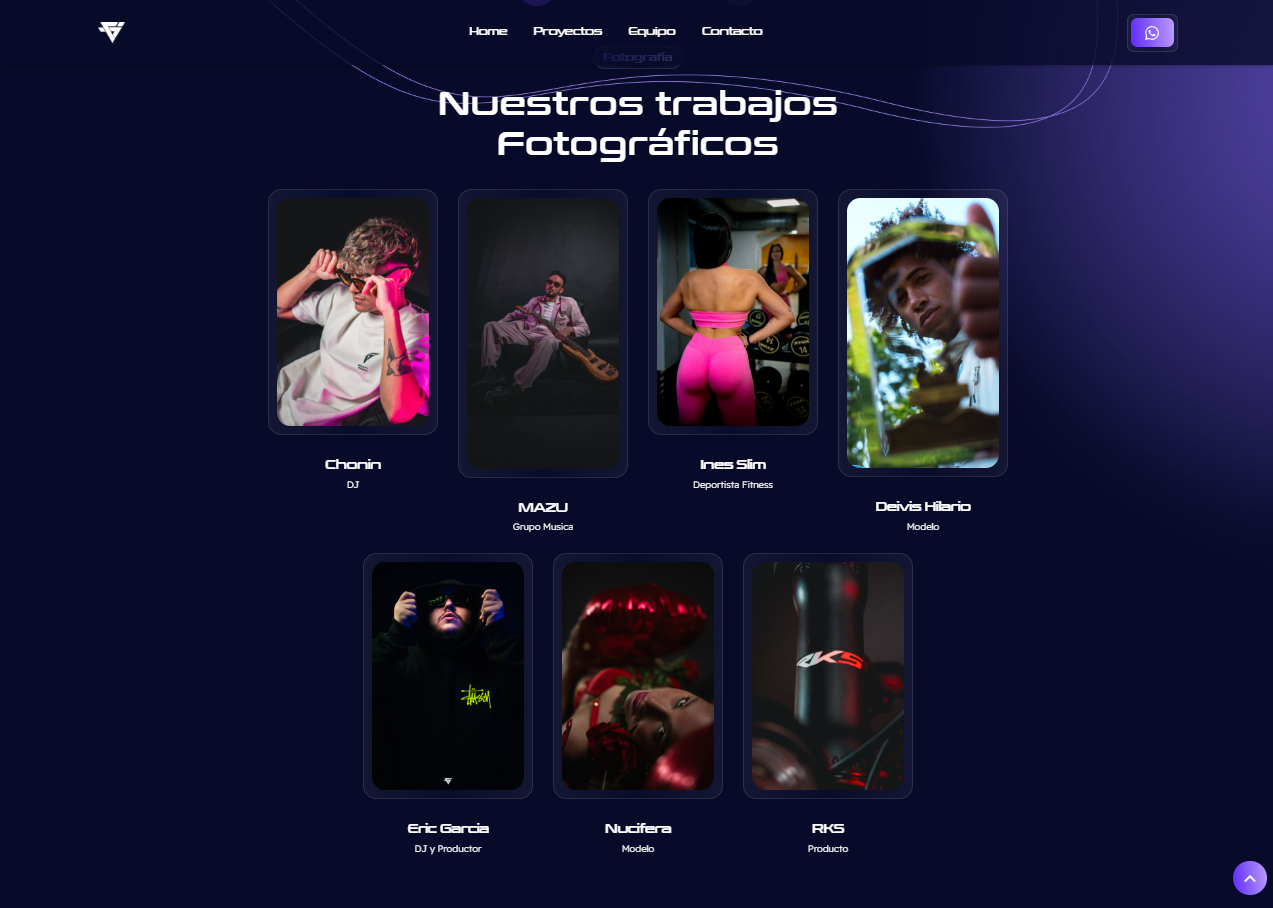 Home Proyectos Equipo Contacto
Fotografía
Nuestros trabajos
Fotográficos
Chonin
DJ
MAZU
Grupo Musica
Ines Slim
Deportista Fitness
Deivis Hilario
Modelo
RKS
Eric Garcia
DJ y Productor
Nucifera
Modelo
RKS
Producto